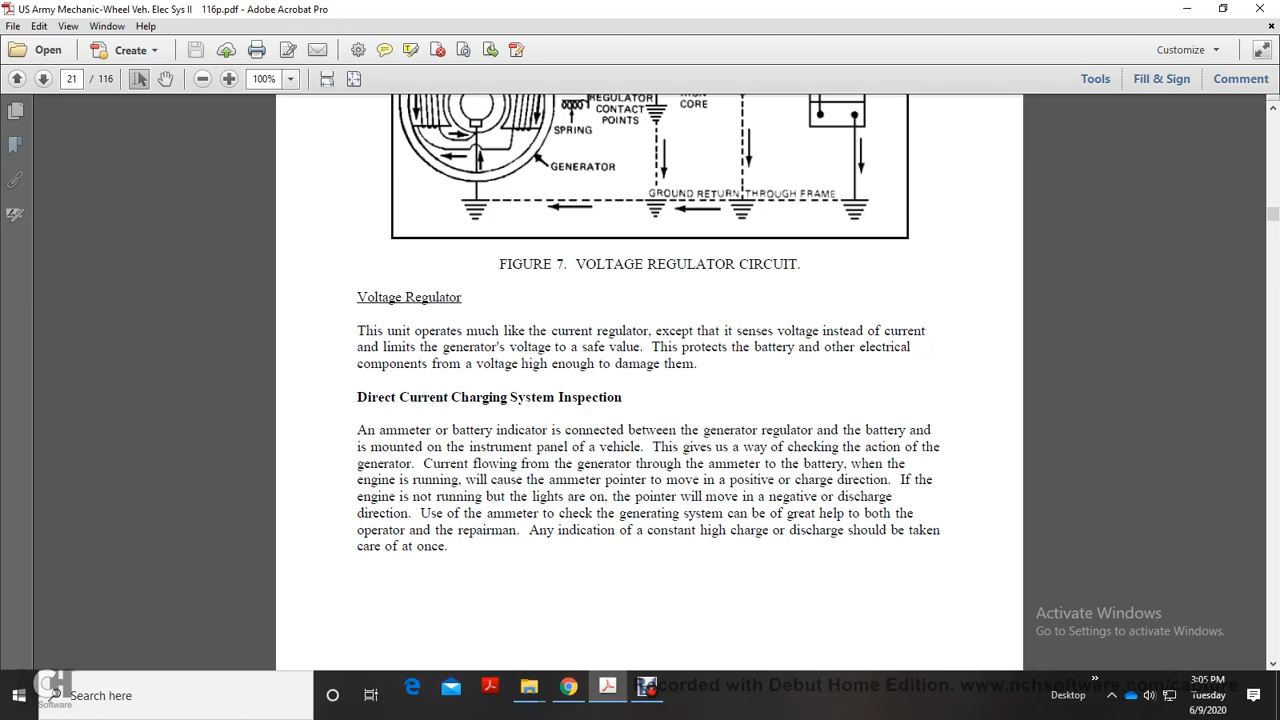 US Army Mechanic-Wheel Veh. Elec Sys II 116p.pdf - Adobe Acrobat Pro
File Edit View Window Help
Open Create Customize
21 / 116 100% Tools Fill & Sign Comment
REGULATOR
CONTACT
POINTS
CORE
SPRING
GENERATOR
GROUND RETURN THROUGH FRAME
FIGURE 7. VOLTAGE REGULATOR CIRCUIT.
Voltage Regulator
This unit operates much like the current regulator, except that it senses voltage instead of current
and limits the generator's voltage to a safe value. This protects the battery and other electrical
components from a voltage high enough to damage them.
Direct Current Charging System Inspection
An ammeter or battery indicator is connected between the generator regulator and the battery and
is mounted on the instrument panel of a vehicle. This gives us a way of checking the action of the
generator. Current flowing from the generator through the ammeter to the battery, when the
engine is running, will cause the ammeter pointer to move in a positive or charge direction. If the
engine is not running but the lights are on, the pointer will move in a negative or discharge
direction. Use of the ammeter to check the generating system can be of great help to both the
operator and the repairman. Any indication of a constant high charge or discharge should be taken
care of at once.
Activate Windows
Go to Settings to activate Windows.
CH
Software
Search here
Recorded with Debut Home Edition. www.nchsoftware.com/capture
Desktop
3:05 PM
Tuesday
6/9/2020